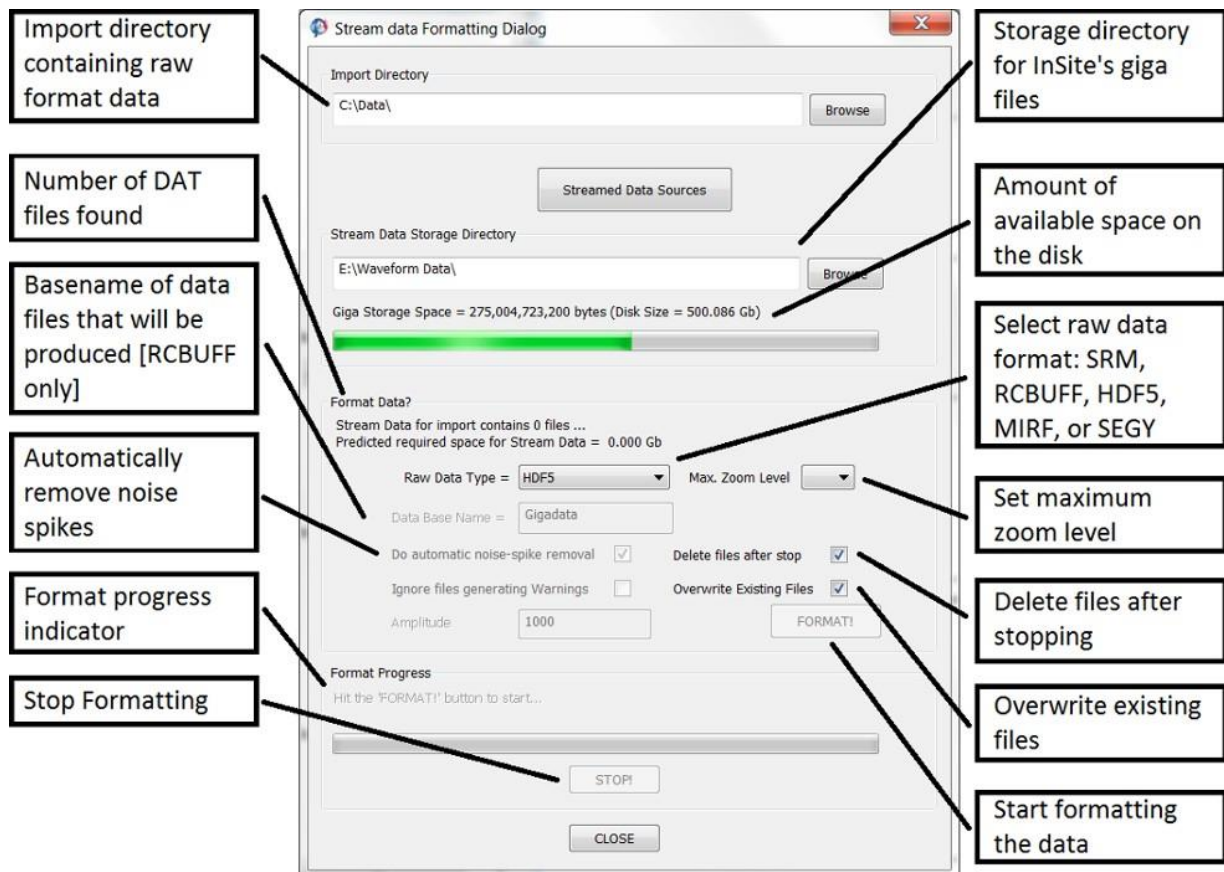 Import directory
containing raw
format data
Number of DAT
files found
Basename of data
files that will be
produced [RCBUFF
only]
Automatically
remove noise
spikes
Format progress
indicator
Stop Formatting
Stream data Formatting Dialog
Import Directory
C:\Data\
Browse
Streamed Data Sources
Stream Data Storage Directory
E:\Waveform Data\
Browse
Giga Storage Space = 275,004,723,200 bytes (Disk Size = 500.086 Gb)
Format Data?
Stream Data for import contains 0 files ...
Predicted required space for Stream Data = 0.000 Gb
Raw Data Type = HDF5 Max. Zoom Level
Data Base Name = Gigadata
Do automatic noise-spike removal Delete files after stop
Ignore files generating Warnings Overwrite Existing Files
Amplitude 1000 FORMAT!
Format Progress
Hit the 'FORMAT!' button to start...
STOP!
CLOSE
Storage directory
for InSite's giga
files
Amount of
available space on
the disk
Select raw data
format: SRM,
RCBUFF, HDF5,
MIRF, or SEGY
Set maximum
zoom level
Delete files after
stopping
Overwrite existing
files
Start formatting
the data